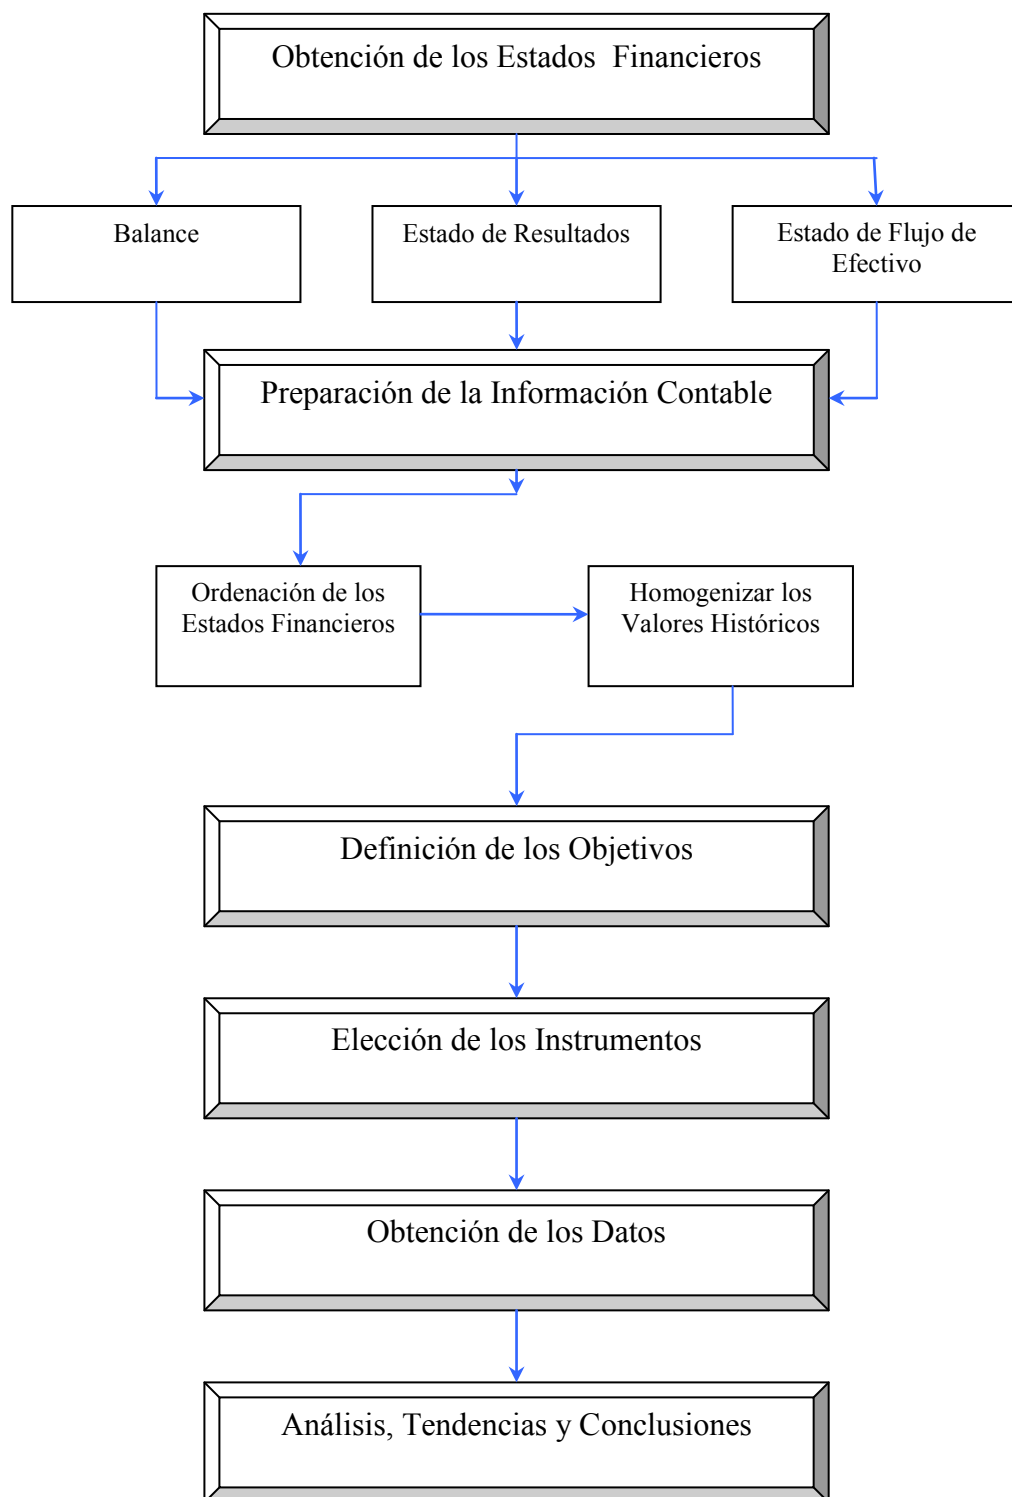 Obtención de los Estados  Financieros
Balance
Estado de Resultados
Estado de Flujo de
Efectivo
Preparación de la Información Contable
Ordenación de los
Estados Financieros
Homogenizar los
Valores Históricos
Definición de los Objetivos
Elección de los Instrumentos
Obtención de los Datos
Análisis, Tendencias y Conclusiones